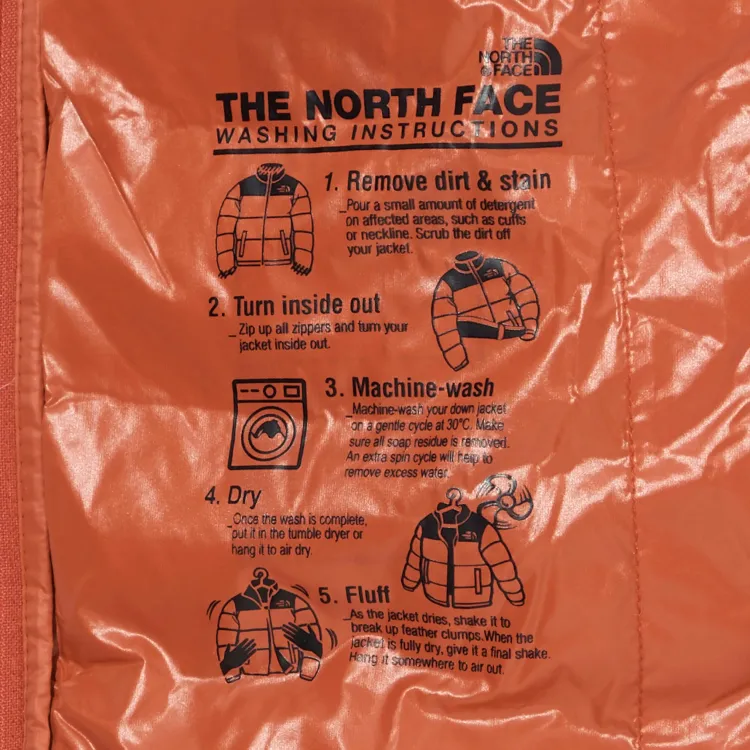 THE
NORTH
FACE
THE NORTH FACE
WASHING INSTRUCTIONS
1. Remove dirt & stain
_Pour a small amount of detergent
on affected areas, such as cuffs
or neckline. Scrub the dirt off
your jacket.
2. Turn inside out
_Zip up all zippers and turn your
jacket inside out.
3. Machine-wash
_Machine-wash your down jacket
on a gentle cycle at 30°C. Make
sure all soap residue is removed.
An extra spin cycle will help to
remove excess water.
4. Dry
_Once the wash is complete,
put it in the tumble dryer or
hang it to air dry.
5. Fluff
_As the jacket dries, shake it to
break up feather clumps.When the
jacket is fully dry, give it a final shake.
Hang it somewhere to air out.